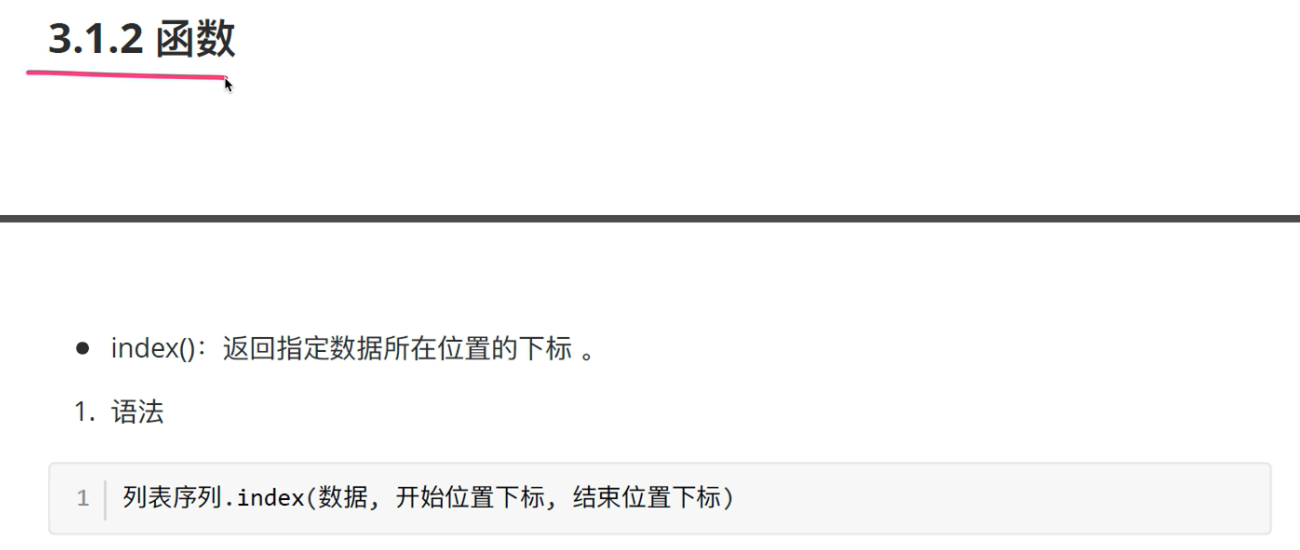 3.1.2 函数
● index()：返回指定数据所在位置的下标 。
1. 语法
1 列表序列.index(数据, 开始位置下标, 结束位置下标)